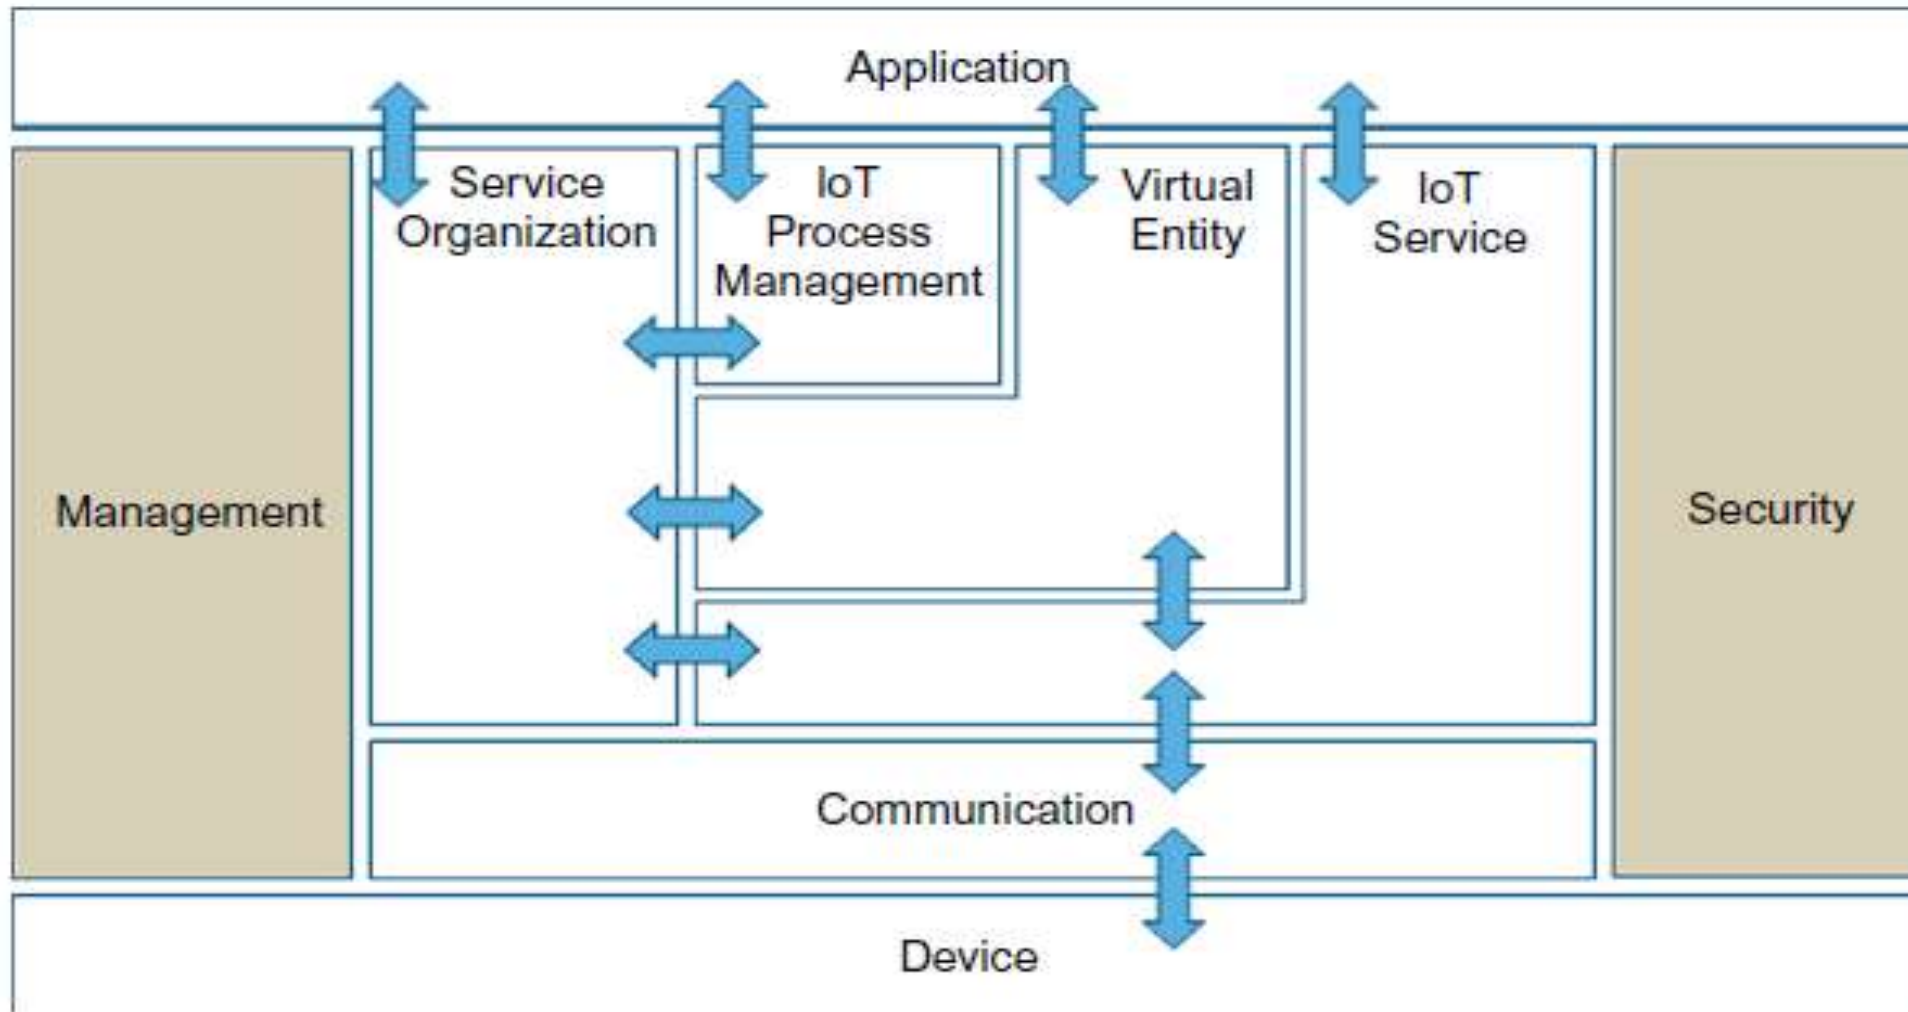 Application
Service
Organization
IoT
Process
Management
Virtual
Entity
IoT
Service
Management
Security
Communication
Device